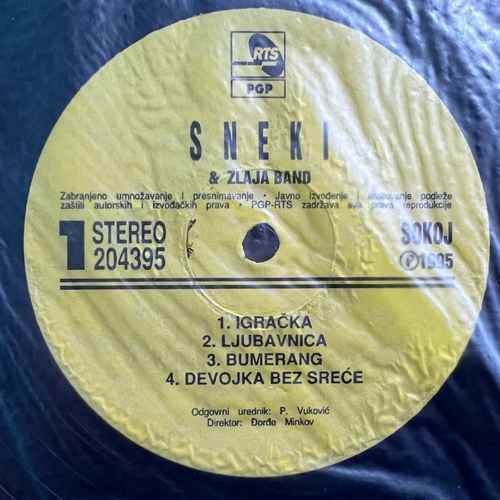 RTS
PGP
SNEKI
& ZLAJA BAND
Zabranjeno umnožavanje i presnimavanje · Javno izvođenje i emitovanje podleže
zaštiti autorskih i izvođačkih prava · PGP-RTS zadržava sva prava reprodukcije
1 STEREO SOKOJ
204395 ℗1995
1. IGRAČKA
2. LJUBAVNICA
3. BUMERANG
4. DEVOJKA BEZ SREĆE
Odgovrni urednik: P. Vuković
Direktor: Đorđe Minkov